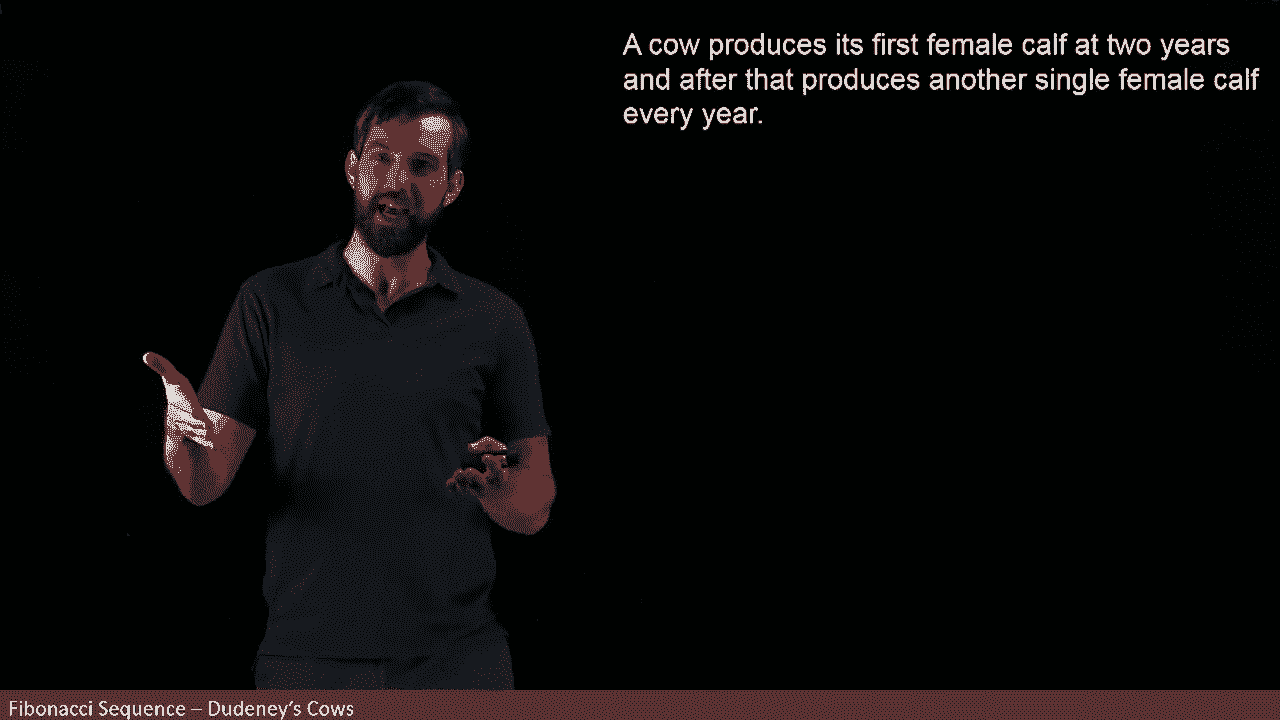 A cow produces its first female calf at two years
and after that produces another single female calf
every year.
Fibonacci Sequence – Dudeney's Cows